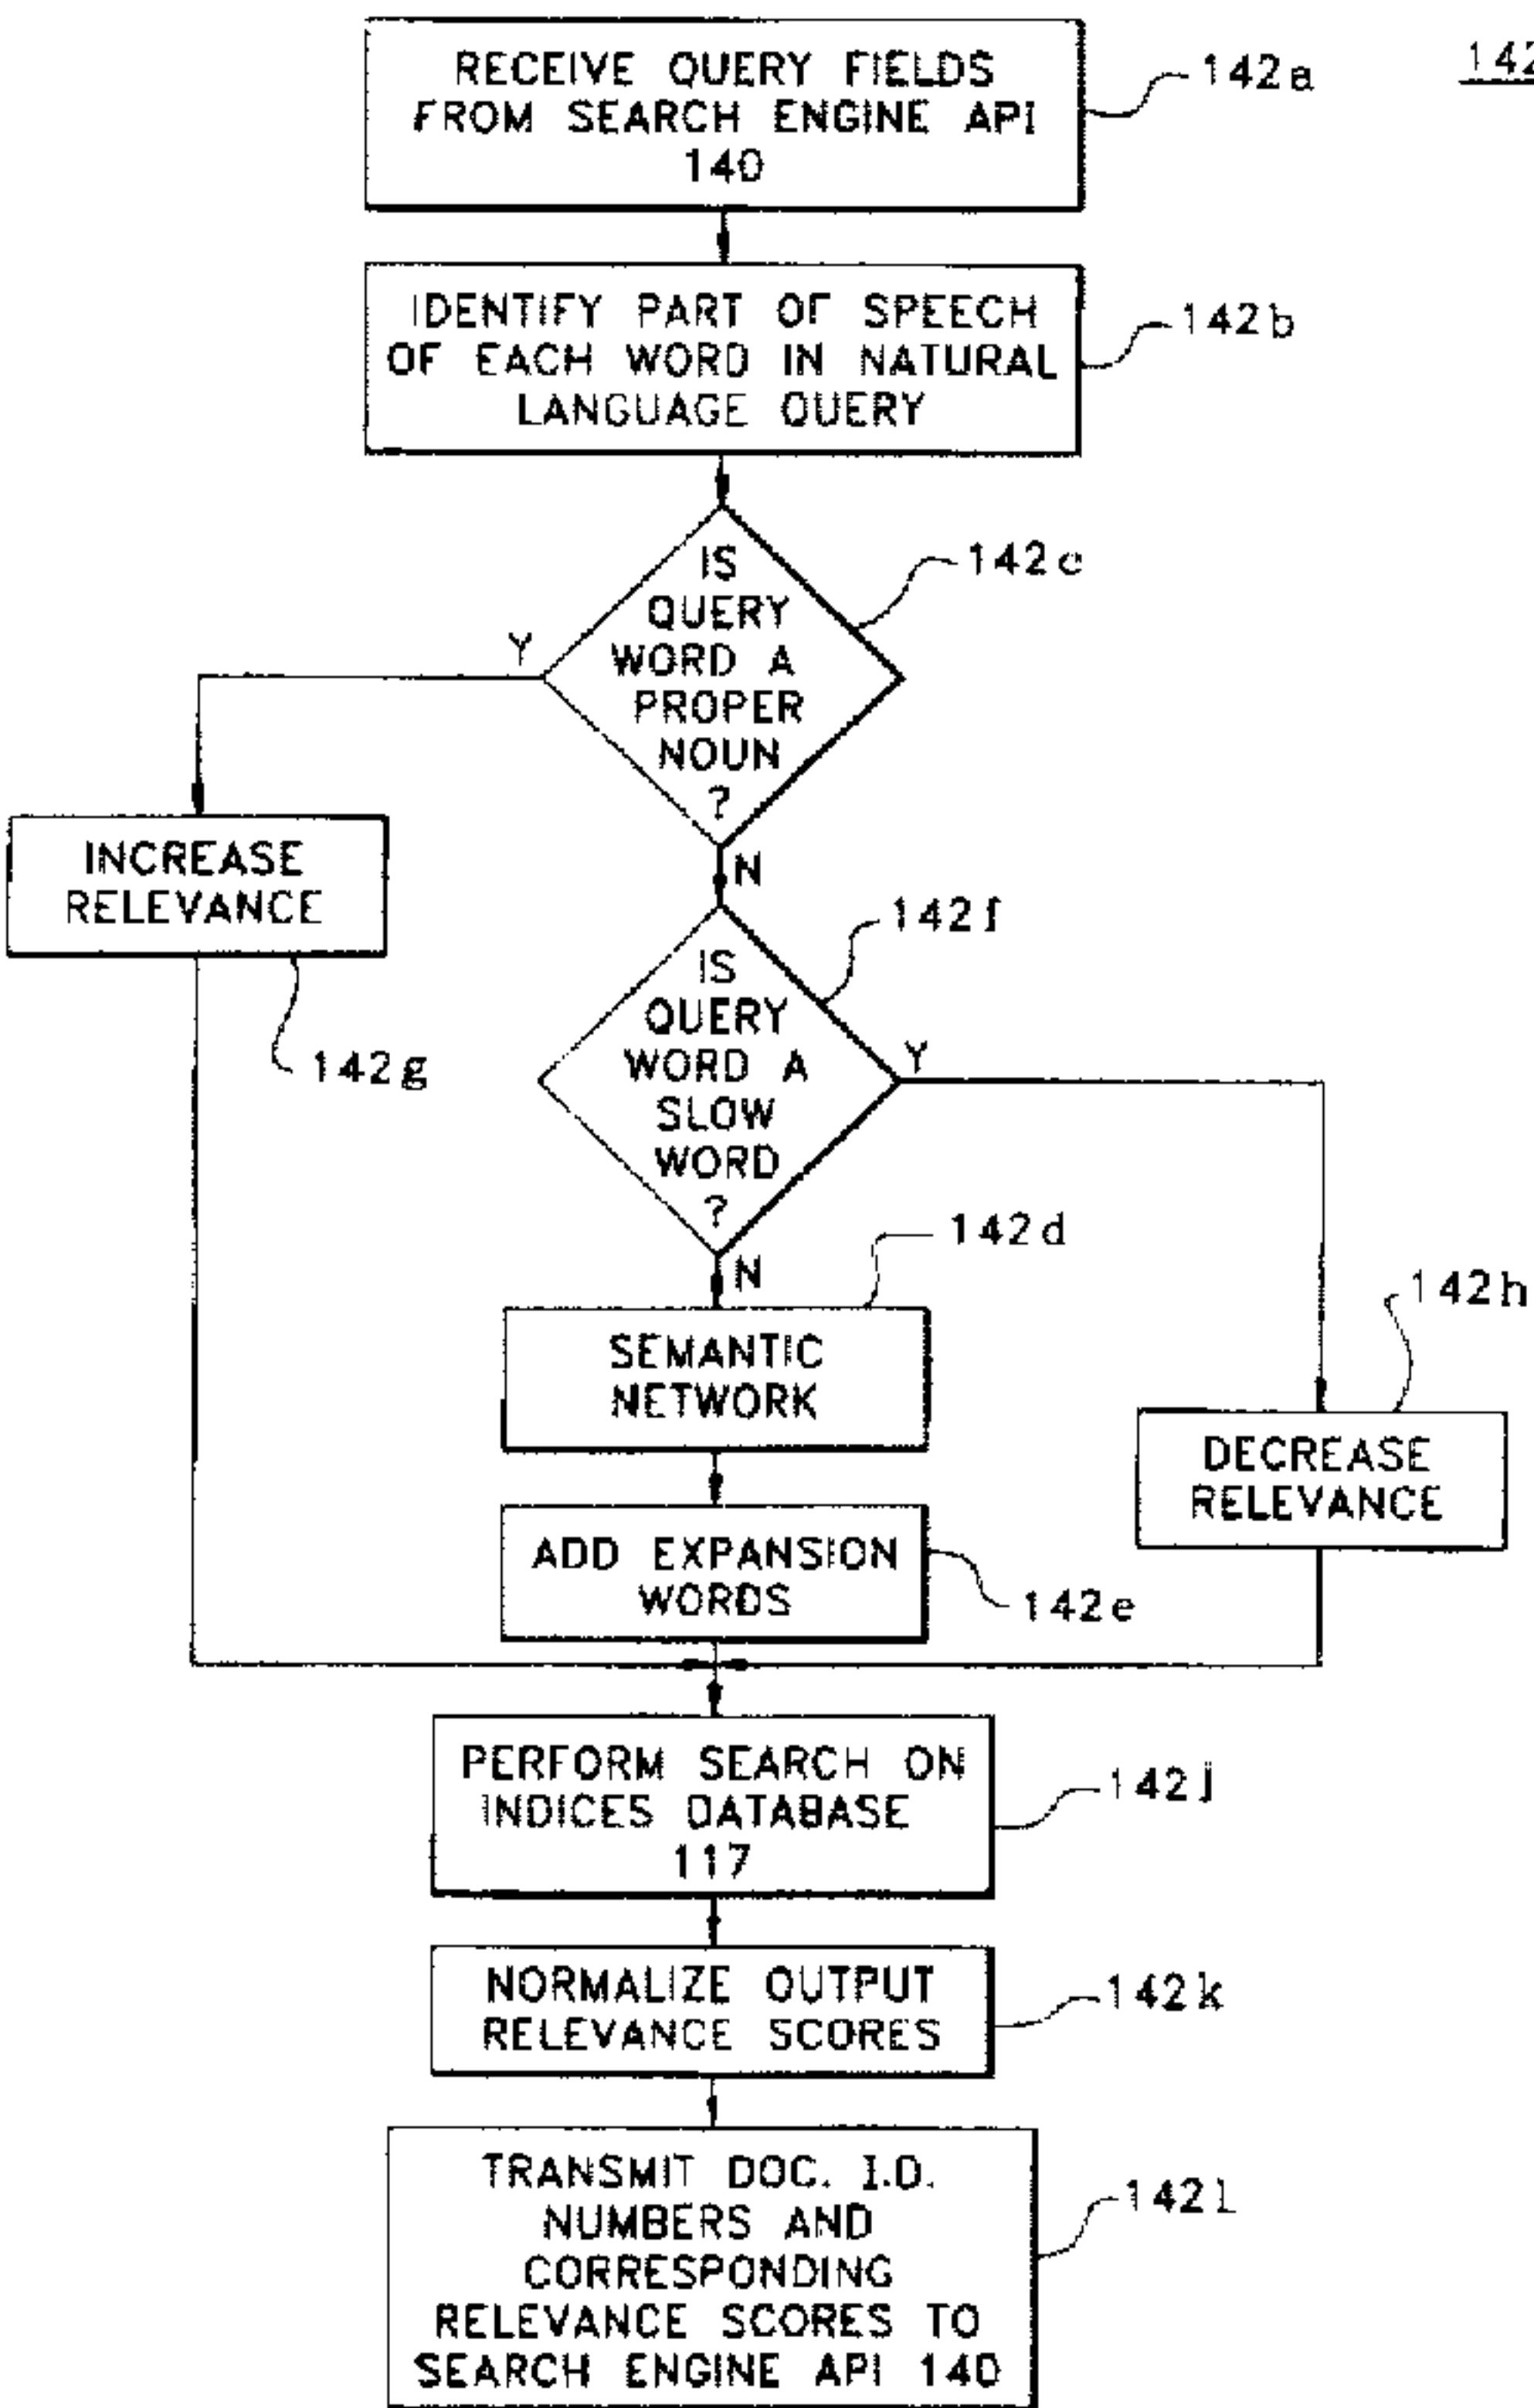 RECEIVE QUERY FIELDS
FROM SEARCH ENGINE API
140
142a
142
IDENTIFY PART OF SPEECH
OF EACH WORD IN NATURAL
LANGUAGE QUERY
142b
IS
QUERY
WORD A
PROPER
NOUN
?
142c
Y
N
INCREASE
RELEVANCE
142g
IS
QUERY
WORD A
SLOW
WORD
?
142f
Y
N
SEMANTIC
NETWORK
142d
DECREASE
RELEVANCE
142h
ADD EXPANSION
WORDS
142e
PERFORM SEARCH ON
INDICES DATABASE
117
142j
NORMALIZE OUTPUT
RELEVANCE SCORES
142k
TRANSMIT DOC. I.D.
NUMBERS AND
CORRESPONDING
RELEVANCE SCORES TO
SEARCH ENGINE API 140
142l